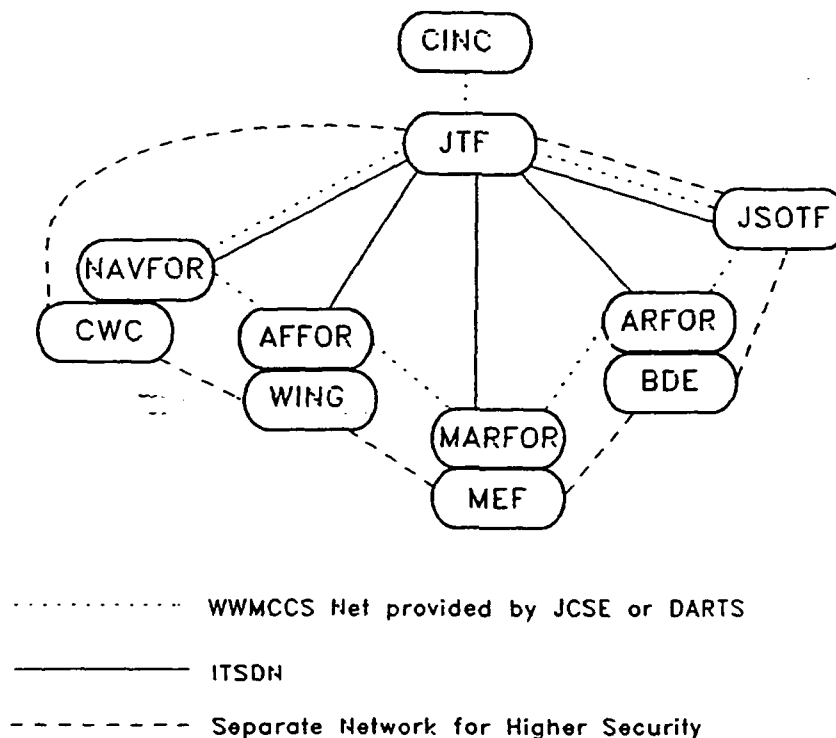 CINC
JTF
JSOTF
NAVFOR
CWC
AFFOR
WING
ARFOR
BDE
MARFOR
MEF
WWMCCS Net provided by JCSE or DARTS
ITSDN
Separate Network for Higher Security